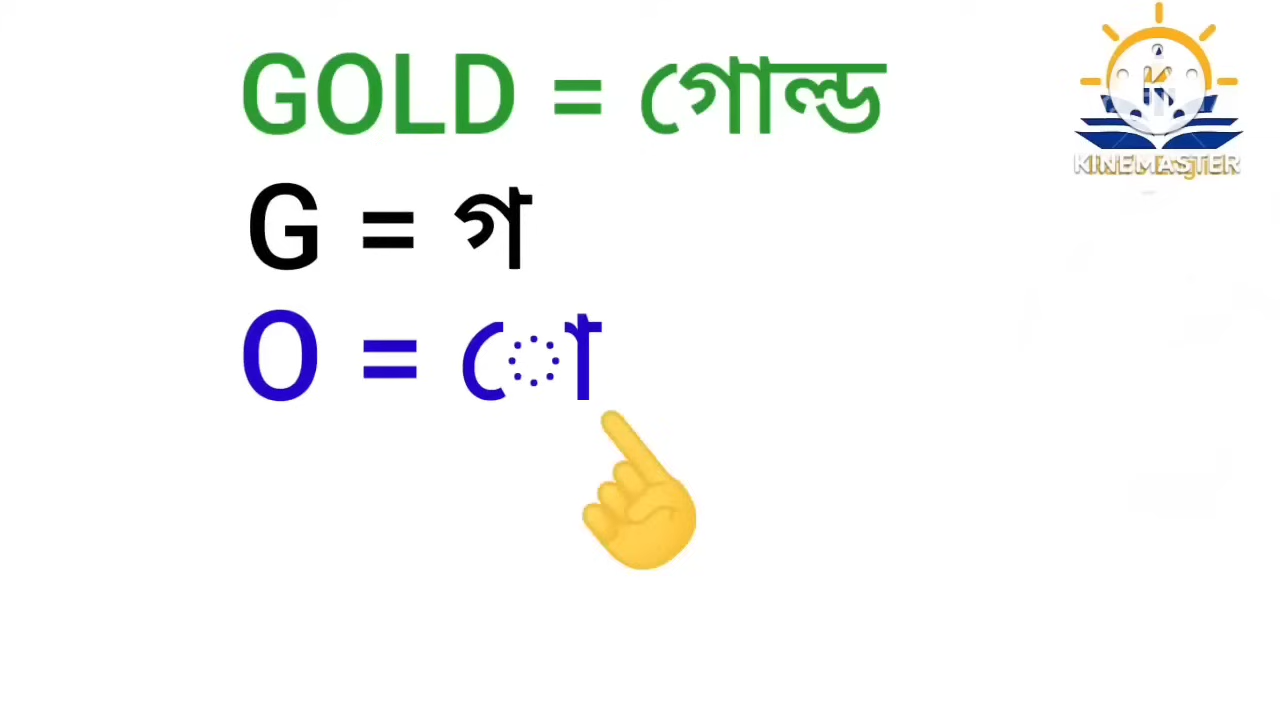 GOLD = গোল্ড
G = গ
O = ো
K
KINEMASTER